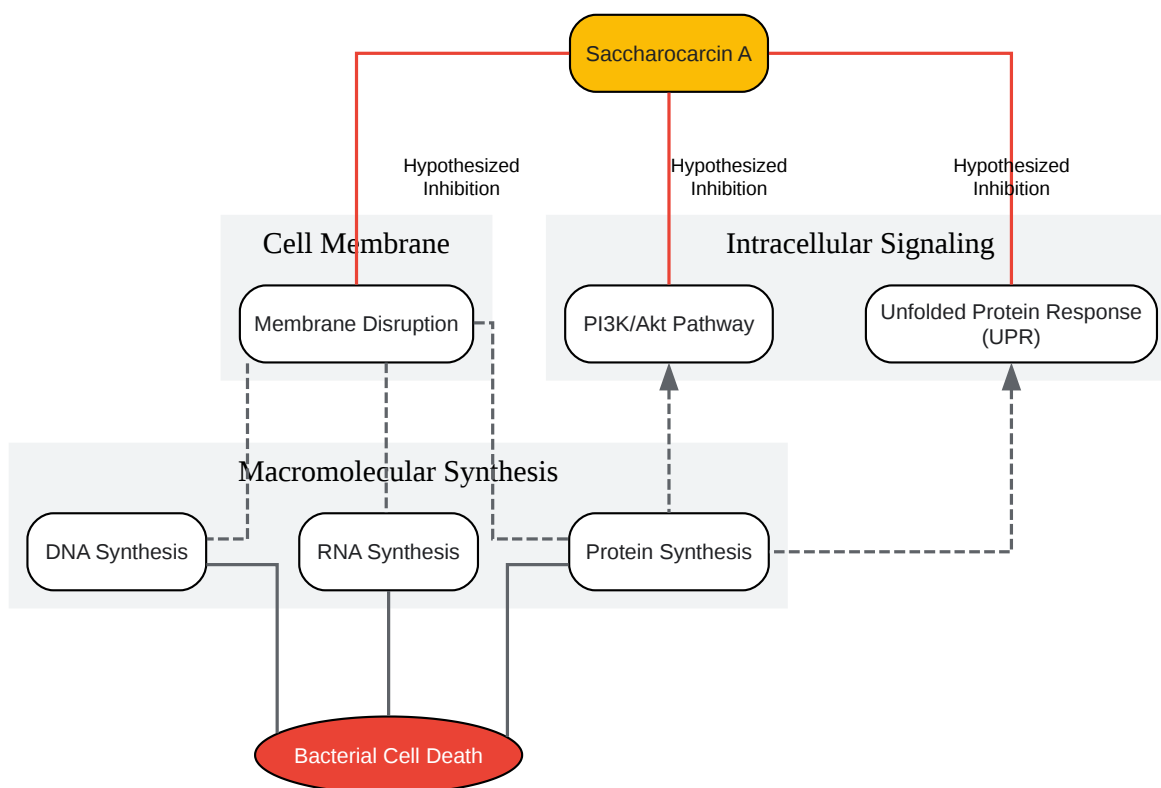 Saccharocarcin A
Hypothesized
Inhibition
Hypothesized
Inhibition
Hypothesized
Inhibition
Cell Membrane
Intracellular Signaling
Membrane Disruption
PI3K/Akt Pathway
Unfolded Protein Response
(UPR)
Macromolecular Synthesis
DNA Synthesis
RNA Synthesis
Protein Synthesis
Bacterial Cell Death